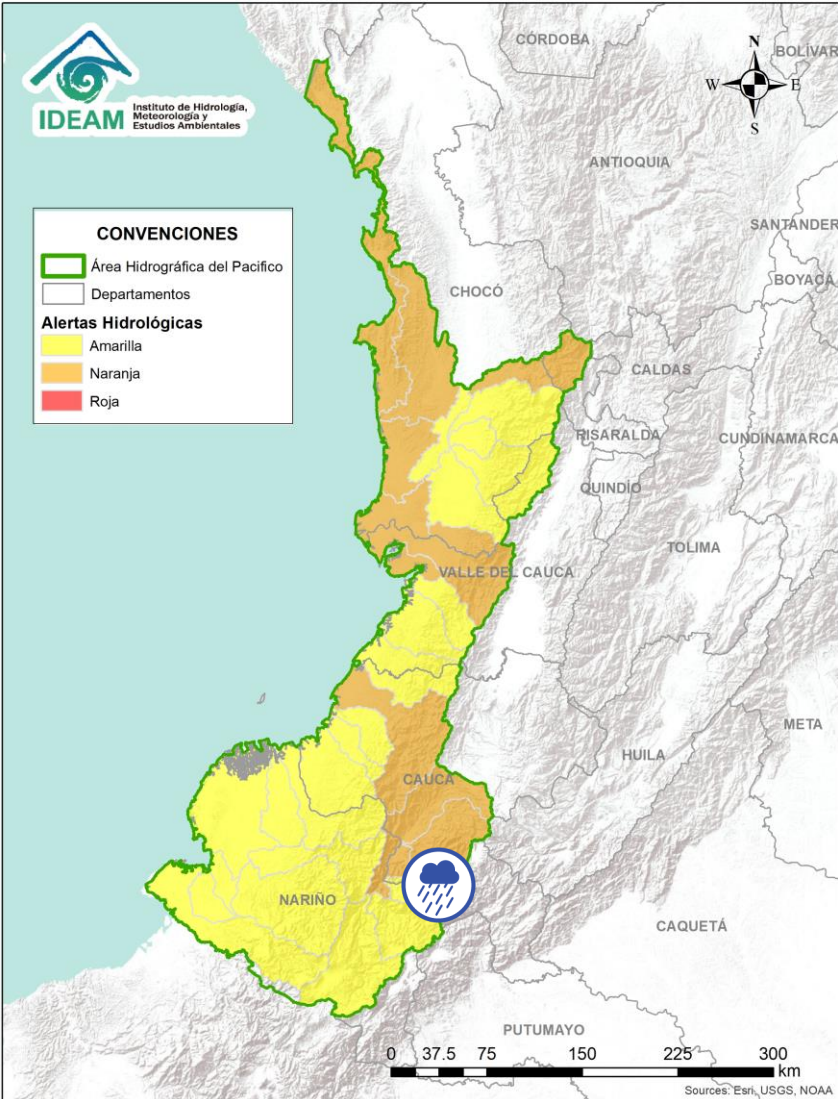 IDEAM
Instituto de Hidrología,
Meteorología y
Estudios Ambientales
CÓRDOBA
BOLÍVAR
N
W
E
S
ANTIOQUIA
SANTANDER
BOYACÁ
CONVENCIONES
Área Hidrográfica del Pacifico
Departamentos
Alertas Hidrológicas
Amarilla
Naranja
Roja
CHOCÓ
CALDAS
RISARALDA
CUNDINAMARCA
QUINDÍO
TOLIMA
VALLE DEL CAUCA
META
HUILA
CAUCA
NARIÑO
CAQUETÁ
PUTUMAYO
0 37.5 75 150 225 300
km
Sources: Esri, USGS, NOAA